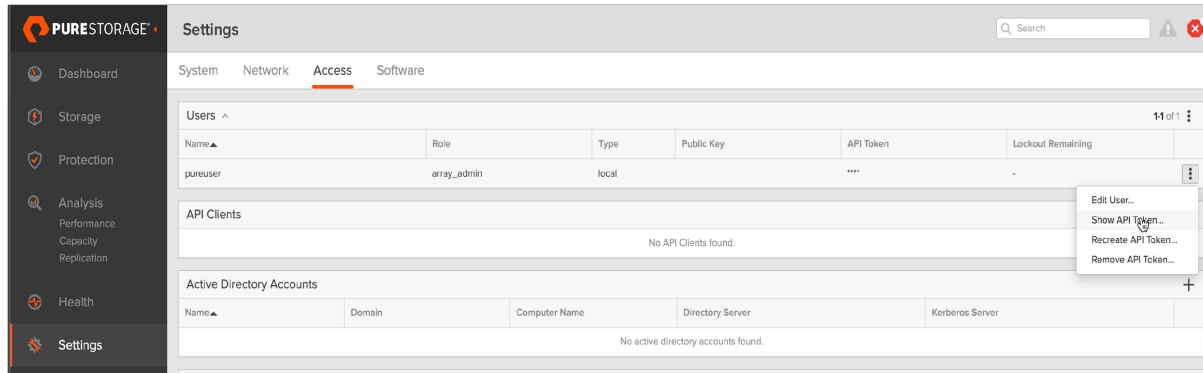 PURESTORAGE®
Settings
Search
Dashboard
Storage
Protection
Analysis
Performance
Capacity
Replication
Health
Settings
System Network Access Software
Users
1-1 of 1
Name Role Type Public Key API Token Lockout Remaining
pureuser array_admin local **** -
Edit User...
Show API Token...
Recreate API Token...
Remove API Token...
API Clients
No API Clients found.
Active Directory Accounts
Name Domain Computer Name Directory Server Kerberos Server
No active directory accounts found.